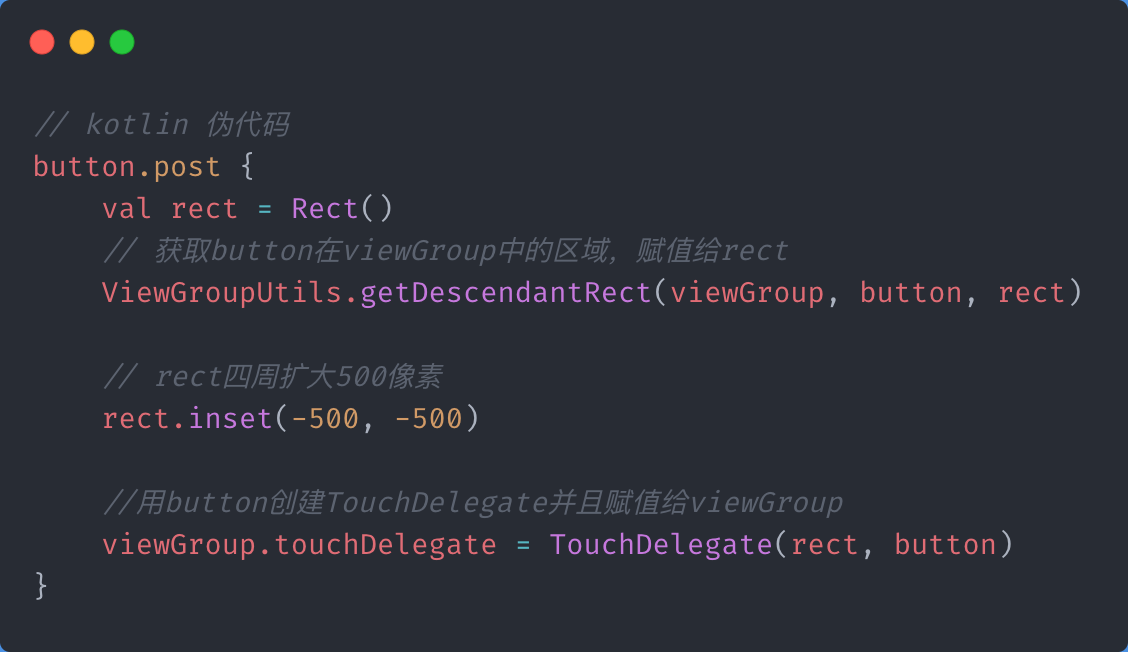 // kotlin 伪代码
button.post {
    val rect = Rect()
    // 获取button在viewGroup中的区域，赋值给rect
    ViewGroupUtils.getDescendantRect(viewGroup, button, rect)

    // rect四周扩大500像素
    rect.inset(-500, -500)

    //用button创建TouchDelegate并且赋值给viewGroup
    viewGroup.touchDelegate = TouchDelegate(rect, button)
}